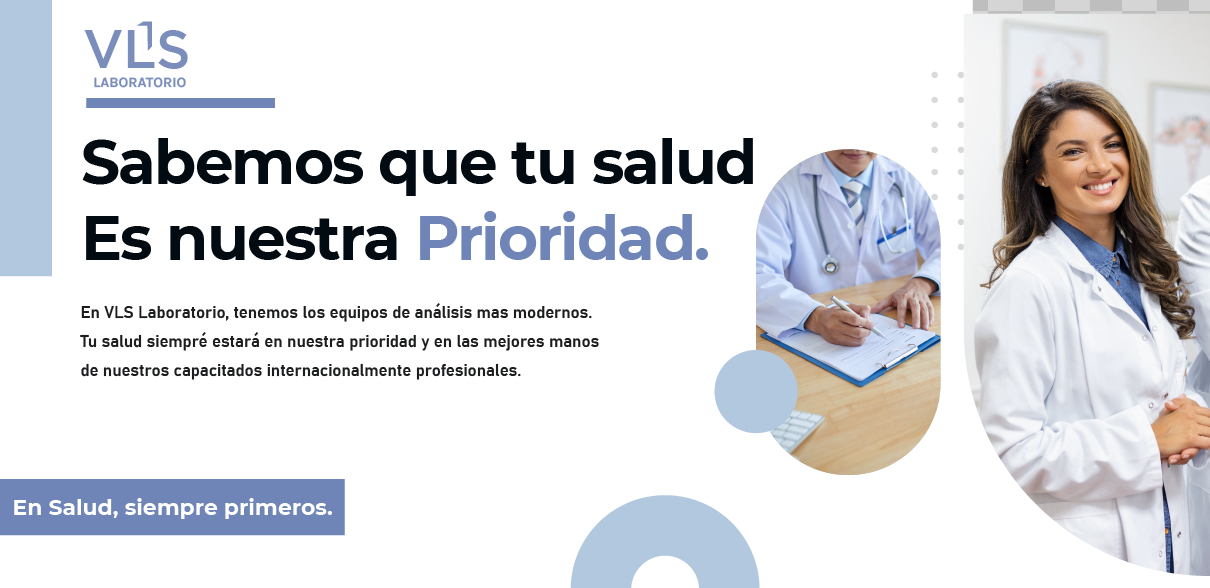 VLS
LABORATORIO
Sabemos que tu salud
Es nuestra Prioridad.
En VLS Laboratorio, tenemos los equipos de análisis mas modernos.
Tu salud siempré estará en nuestra prioridad y en las mejores manos
de nuestros capacitados internacionalmente profesionales.
En Salud, siempre primeros.